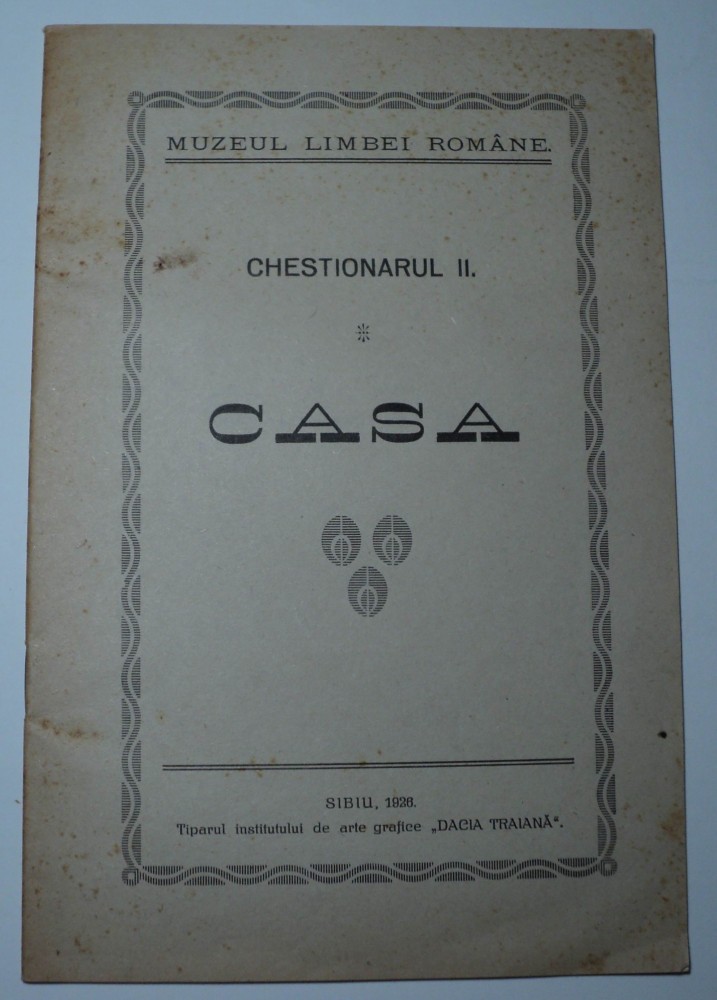 MUZEUL LIMBEI ROMÂNE.
CHESTIONARUL II.
CASA
SIBIU, 1926.
Tiparul institutului de arte grafice „DACIA TRAIANĂ“.